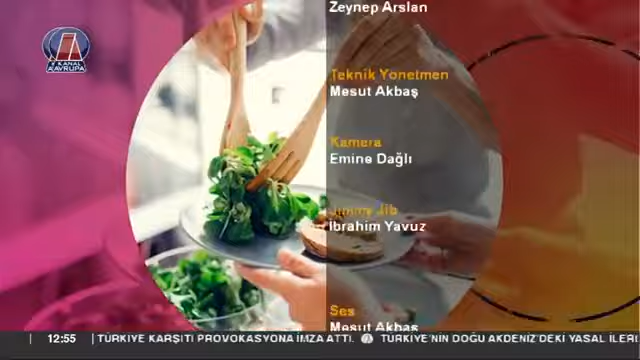 Zeynep Arslan
KANAL
AVRUPA
Teknik Yönetmen
Mesut Akbaş
Kamera
Emine Dağlı
Jimmy Jib
İbrahim Yavuz
Ses
Mesut Akbaş
12:55
TÜRKİYE KARŞITI PROVOKASYONA İMZA ATTI.
TÜRKİYE'NİN DOĞU AKDENİZ'DEKİ YASAL İLERİ